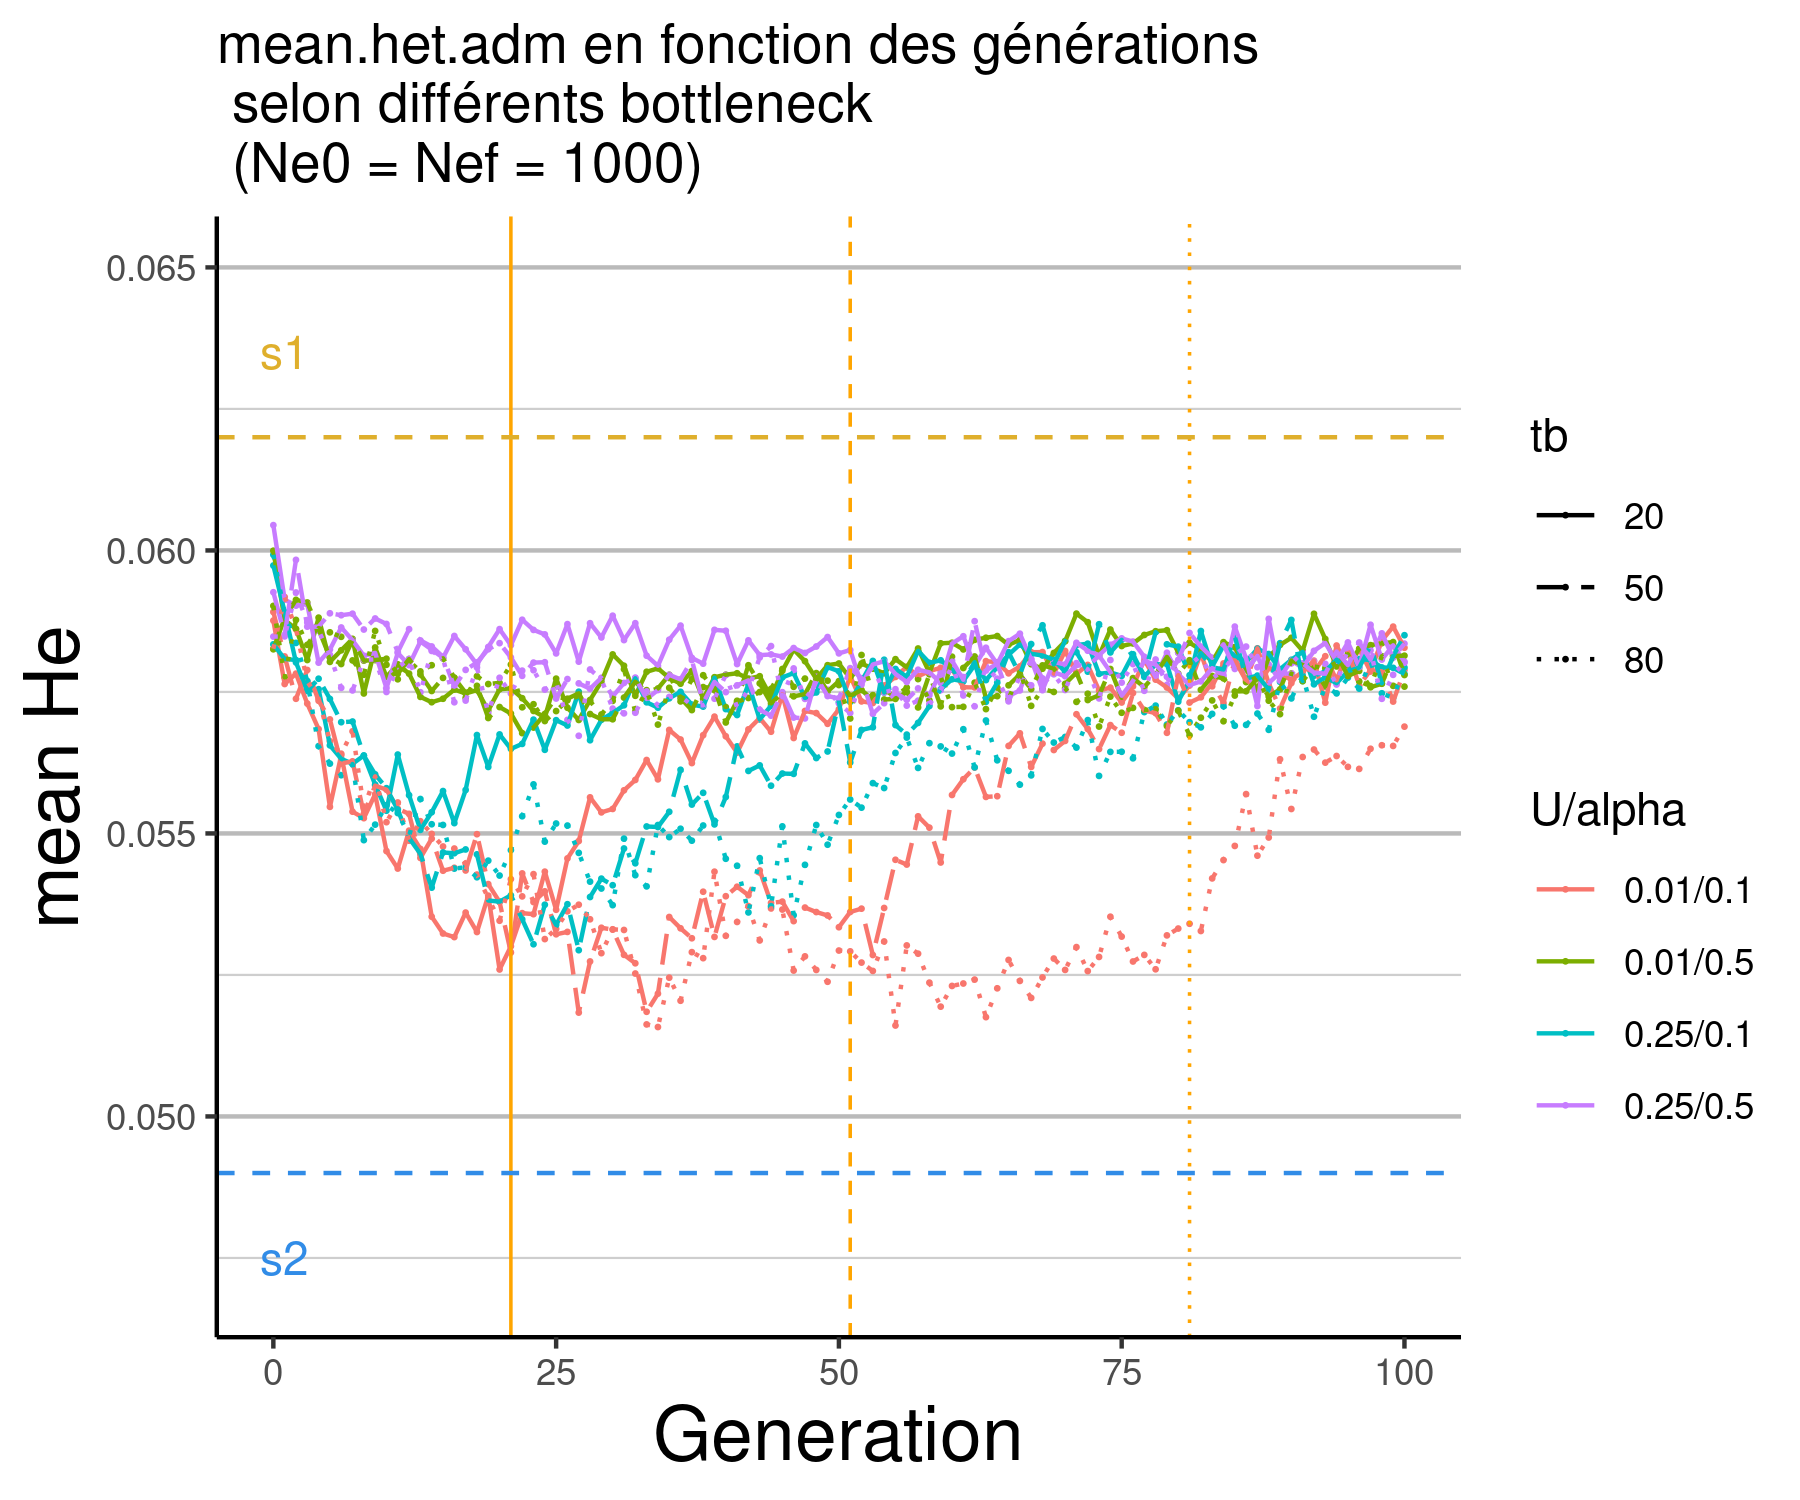 mean.het.adm en fonction des générations
selon différents bottleneck
(Ne0 = Nef = 1000)
mean He
0.065
0.060
0.055
0.050
s1
s2
0
25
50
75
100
Generation
tb
20
50
80
U/alpha
0.01/0.1
0.01/0.5
0.25/0.1
0.25/0.5